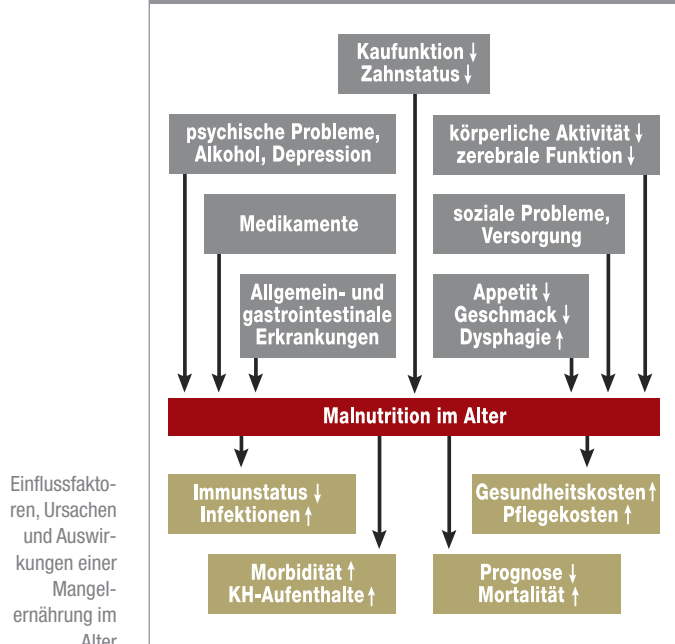 Kaufunktion ↓
Zahnstatus ↓
psychische Probleme,
Alkohol, Depression
körperliche Aktivität ↓
zerebrale Funktion ↓
Medikamente
soziale Probleme,
Versorgung
Allgemein- und
gastrointestinale
Erkrankungen
Appetit ↓
Geschmack ↓
Dysphagie ↑
Malnutrition im Alter
Immunstatus ↓
Infektionen ↑
Gesundheitskosten ↑
Pflegekosten ↑
Morbidität ↑
KH-Aufenthalte ↑
Prognose ↓
Mortalität ↑
Einflussfakto-
ren, Ursachen
und Auswir-
kungen einer
Mangel-
ernährung im
Alter